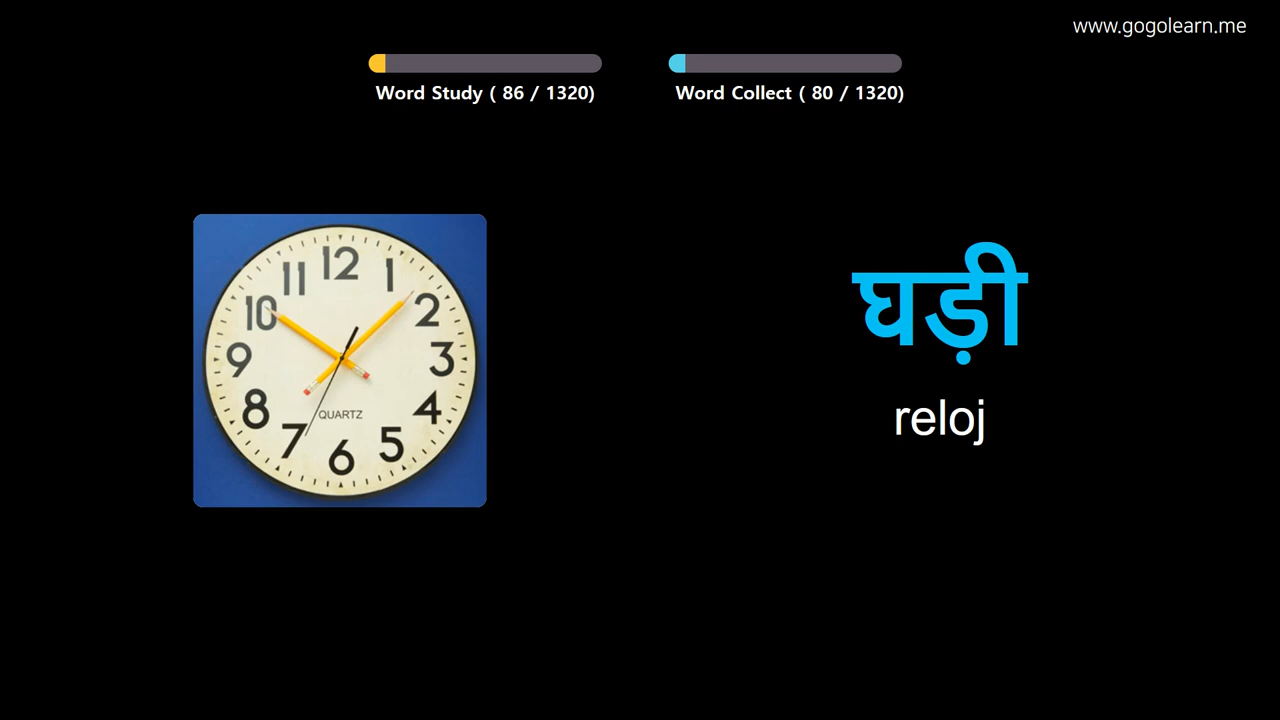 www.gogolearn.me
Word Study ( 86 / 1320)
Word Collect ( 80 / 1320)
12
11
1
10
2
9
3
8
4
QUARTZ
7
5
6
घड़ी
reloj